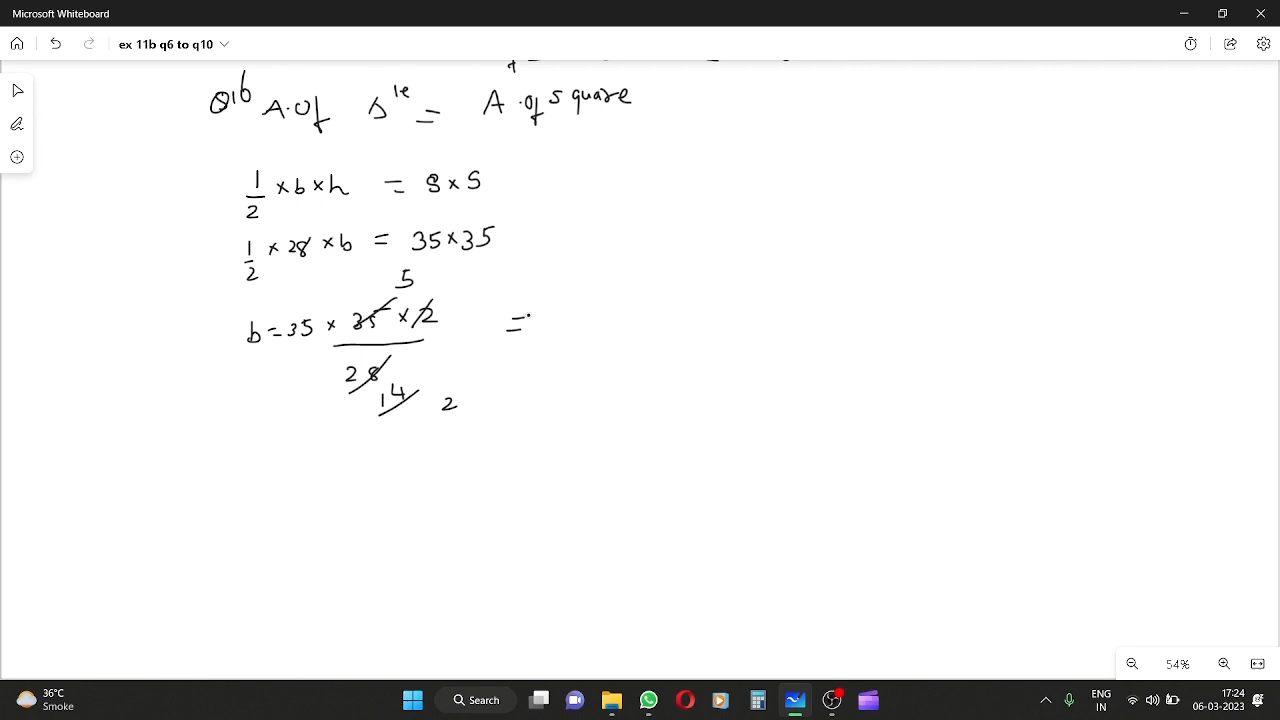 Microsoft Whiteboard
ex 11b q6 to q10
Q16 A.Of Δle = A.of square
1/2 × b × h = S × S
1/2 × 28 × b = 35 × 35
5
b = 35 × 35 × 2 =
28
14 2
54%
36°C
Smoke
Search
ENG
IN
17:24
06-03-2023